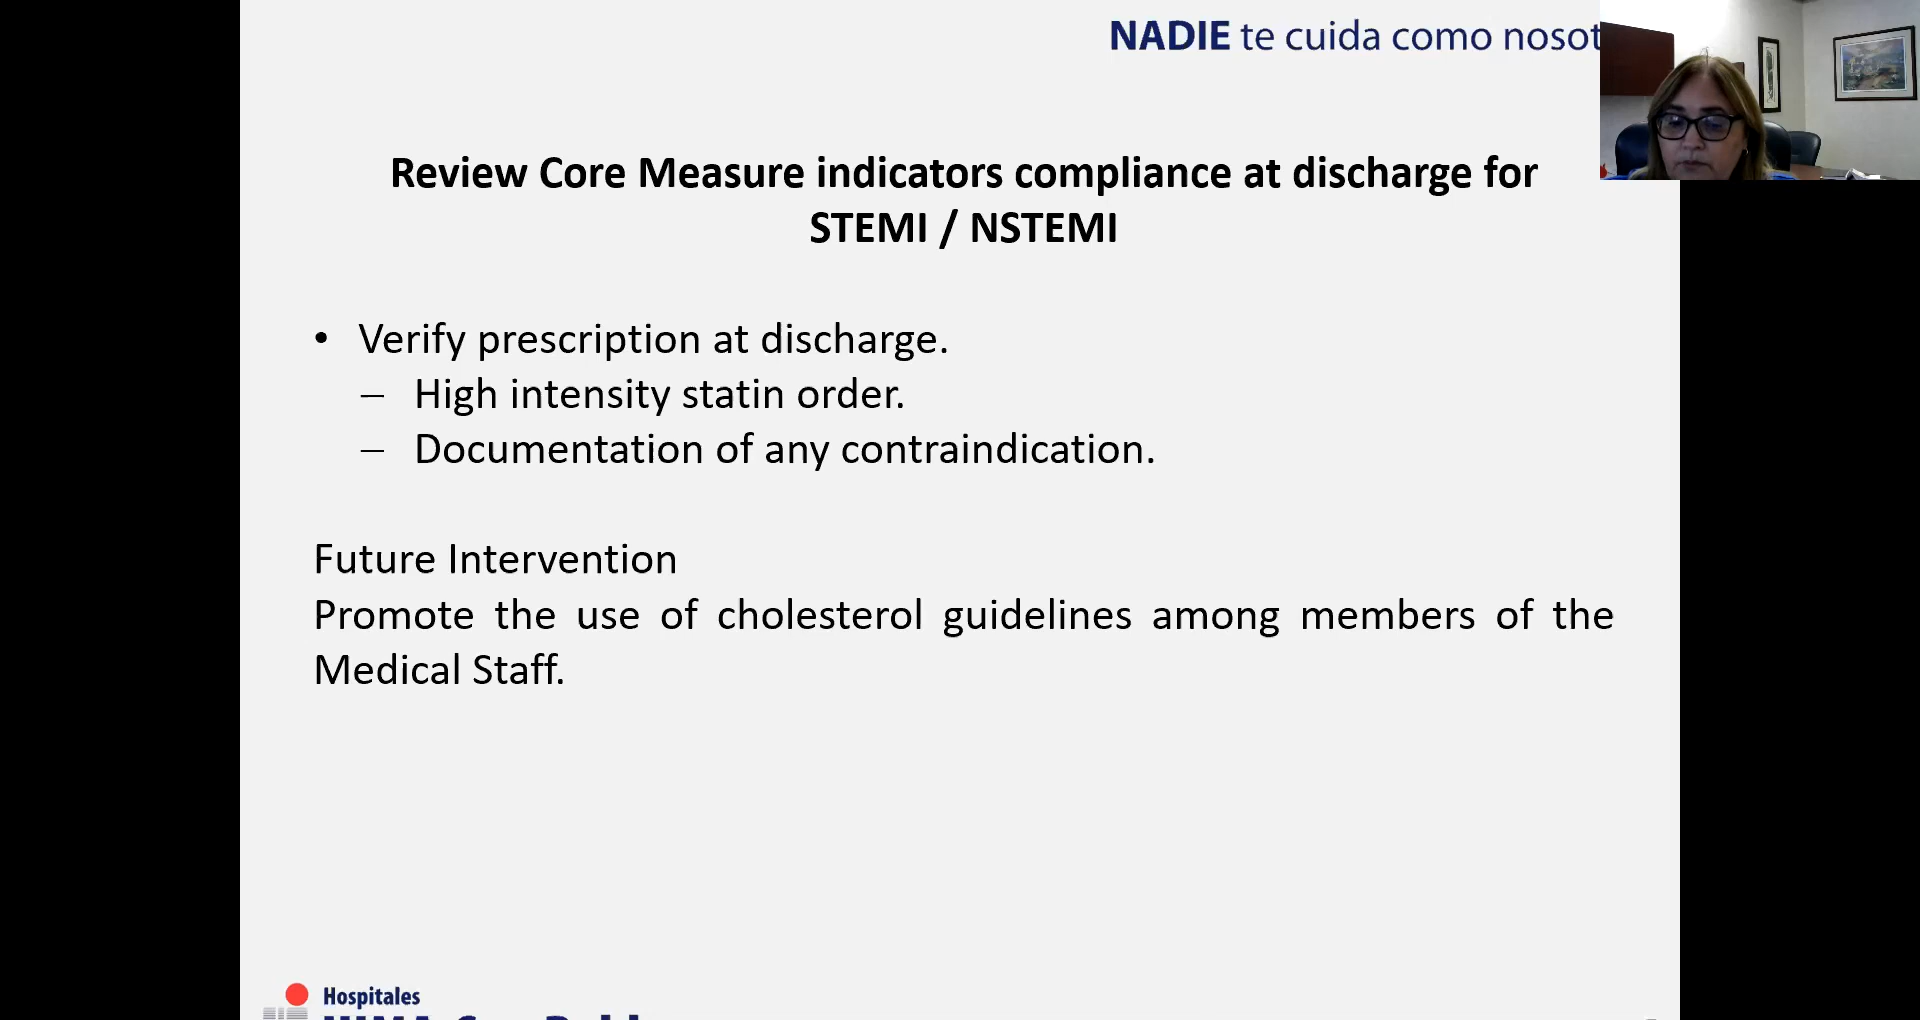 NADIE te cuida como nosot
Review Core Measure indicators compliance at discharge for
STEMI / NSTEMI
• Verify prescription at discharge.
– High intensity statin order.
– Documentation of any contraindication.
Future Intervention
Promote the use of cholesterol guidelines among members of the
Medical Staff.
Hospitales